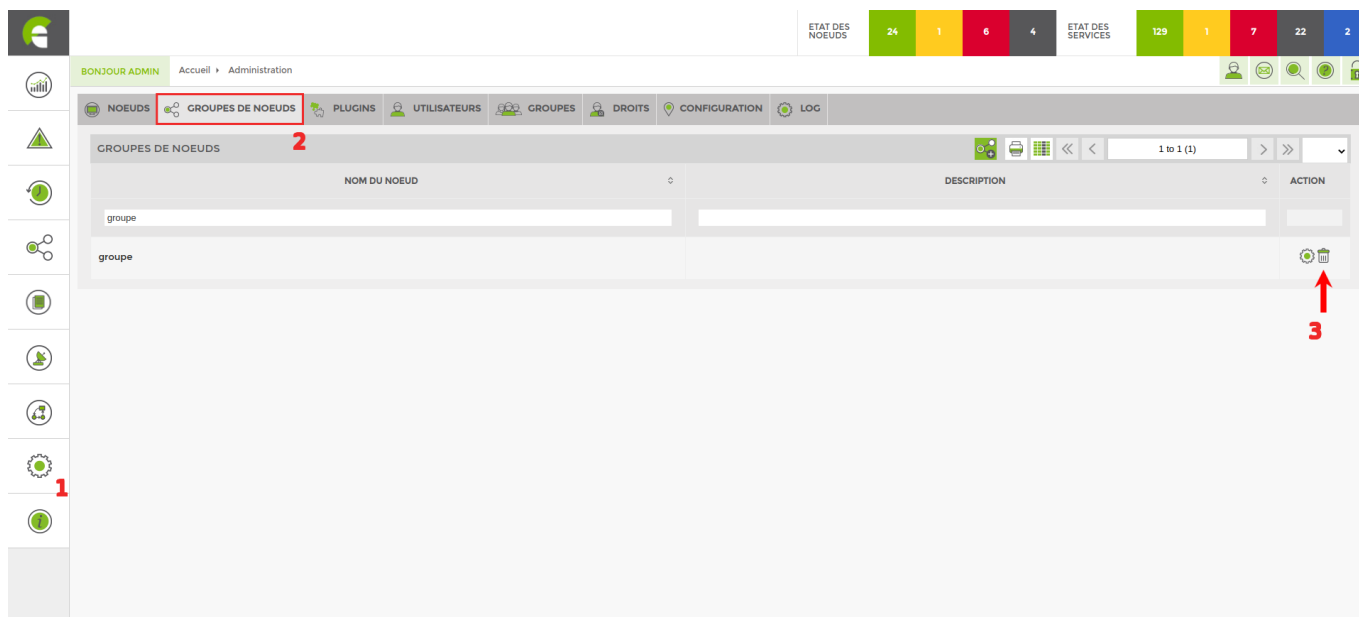 ETAT DES NOEUDS 24 1 6 4 ETAT DES SERVICES 129 1 7 22 2
BONJOUR ADMIN Accueil Administration
NOEUDS GROUPES DE NOEUDS PLUGINS UTILISATEURS GROUPES DROITS CONFIGURATION LOG
2
GROUPES DE NOEUDS 1 to 1 (1)
NOM DU NOEUD DESCRIPTION ACTION
groupe
groupe
3
1